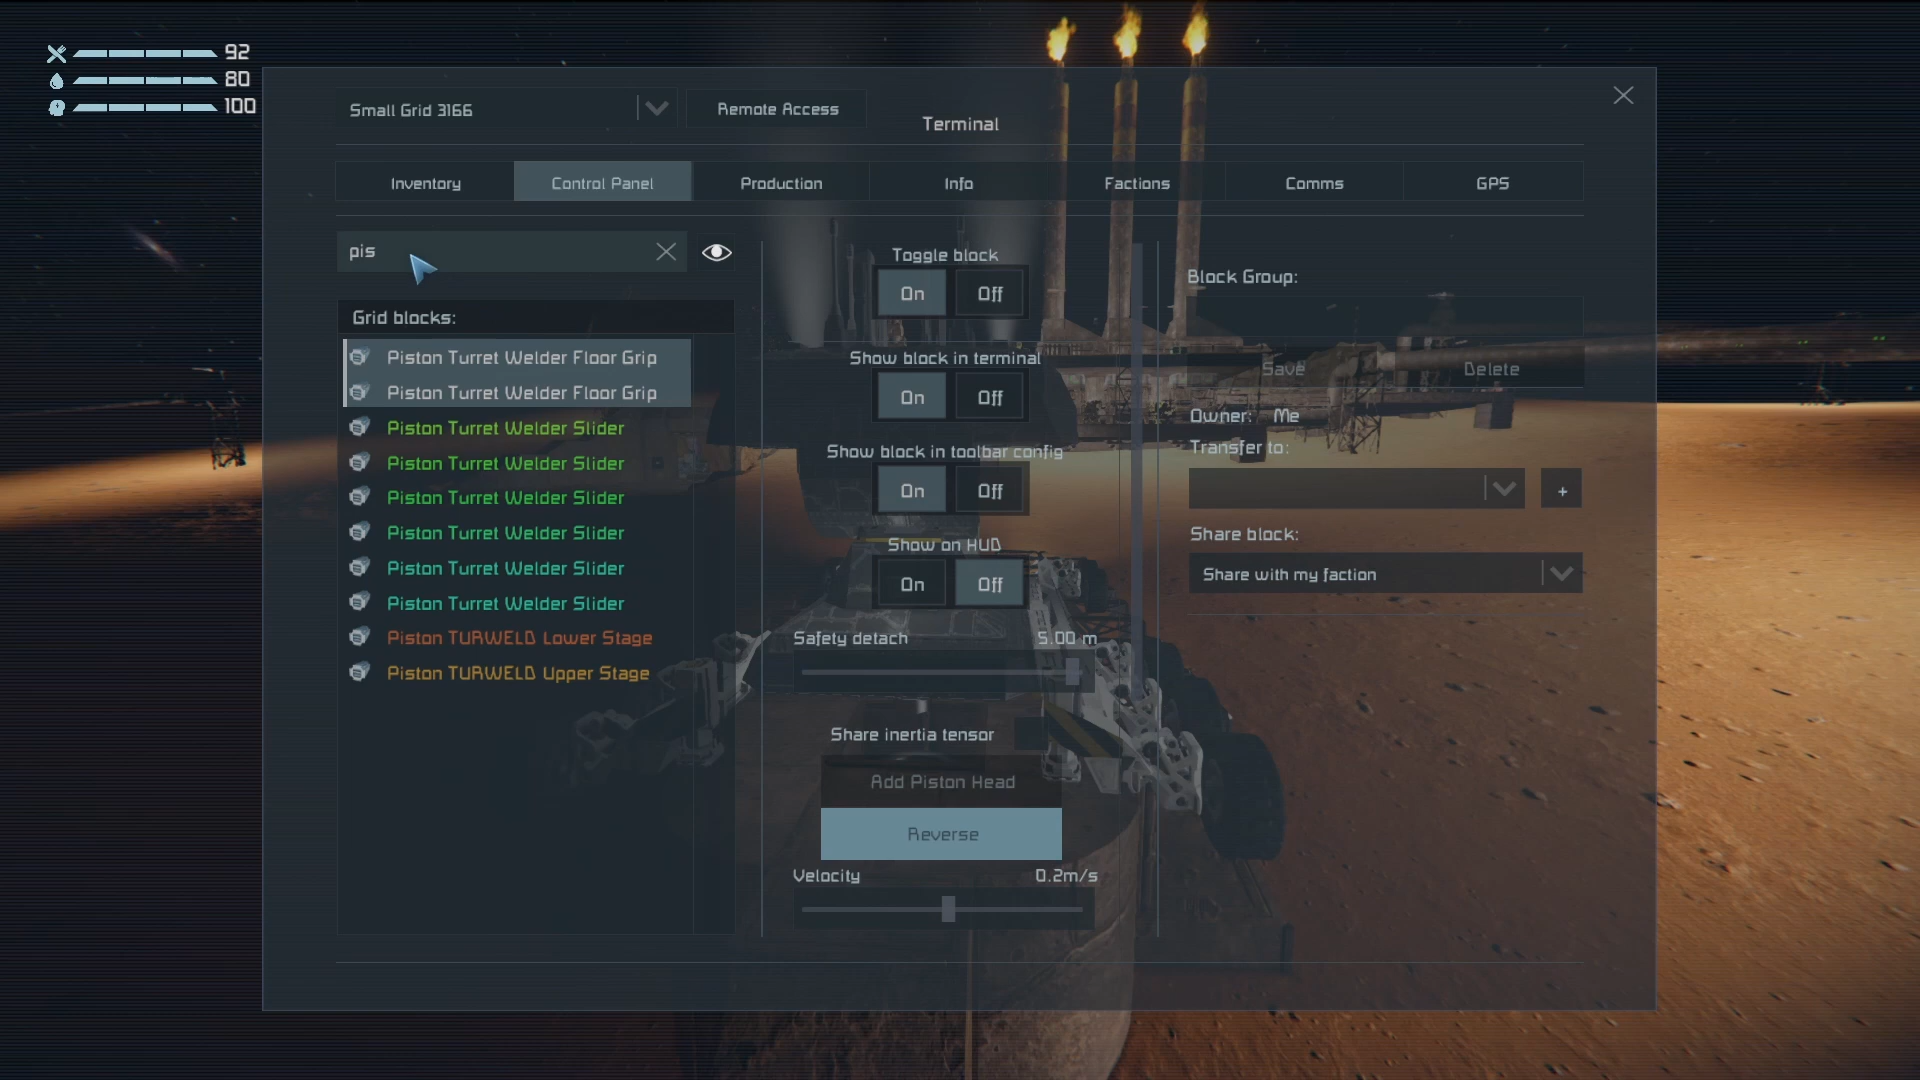 92
80
100
Small Grid 3166
Remote Access
Terminal
Inventory
Control Panel
Production
Info
Factions
Comms
GPS
pis
Grid blocks:
Piston Turret Welder Floor Grip
Piston Turret Welder Floor Grip
Piston Turret Welder Slider
Piston Turret Welder Slider
Piston Turret Welder Slider
Piston Turret Welder Slider
Piston Turret Welder Slider
Piston Turret Welder Slider
Piston TURWELD Lower Stage
Piston TURWELD Upper Stage
Toggle block
On Off
Show block in terminal
On Off
Show block in toolbar config
On Off
Show on HUD
On Off
Safety detach 5.00 m
Share inertia tensor
Add Piston Head
Reverse
Velocity 0.2m/s
Block Group:
Save Delete
Owner: Me
Transfer to:
+
Share block:
Share with my faction